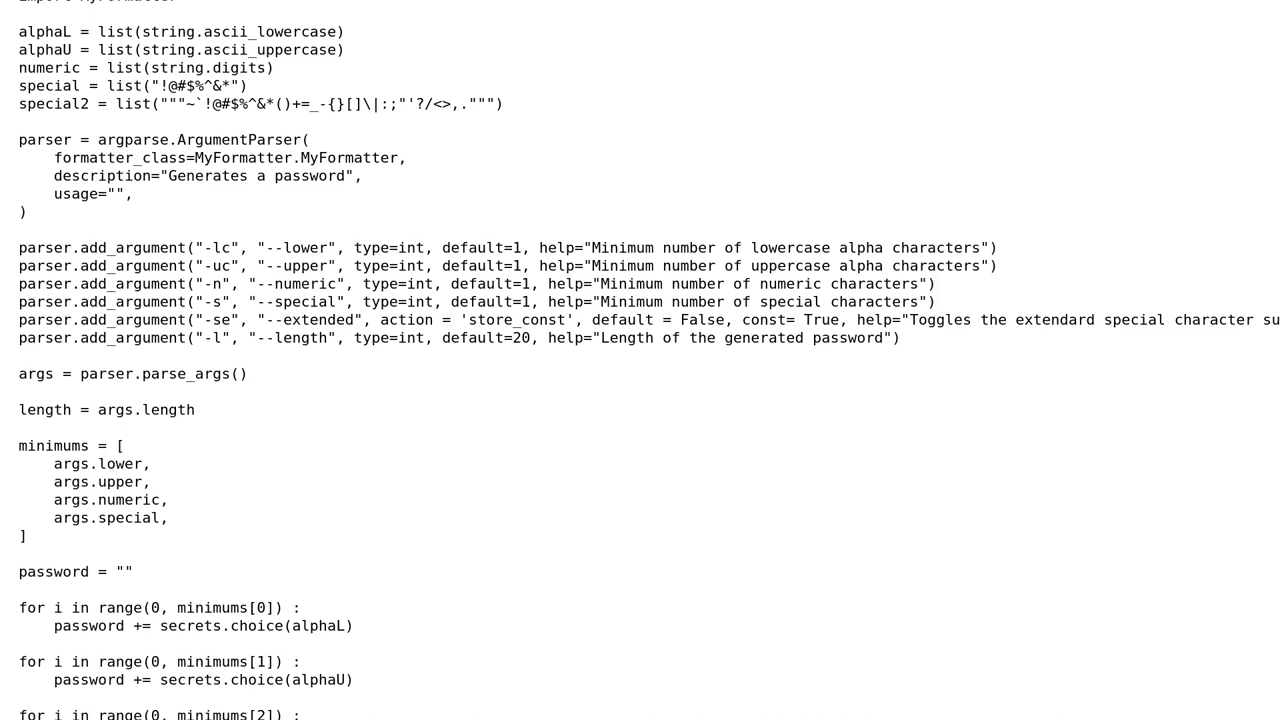 alphaL = list(string.ascii_lowercase)
alphaU = list(string.ascii_uppercase)
numeric = list(string.digits)
special = list("!@#$%^&*")
special2 = list("""~`!@#$%^&*()+=_-{}[]\|:;"'?/<>,.""")
parser = argparse.ArgumentParser(
    formatter_class=MyFormatter.MyFormatter,
    description="Generates a password",
    usage="",
)
parser.add_argument("-lc", "--lower", type=int, default=1, help="Minimum number of lowercase alpha characters")
parser.add_argument("-uc", "--upper", type=int, default=1, help="Minimum number of uppercase alpha characters")
parser.add_argument("-n", "--numeric", type=int, default=1, help="Minimum number of numeric characters")
parser.add_argument("-s", "--special", type=int, default=1, help="Minimum number of special characters")
parser.add_argument("-se", "--extended", action = 'store_const', default = False, const= True, help="Toggles the extendard special character su
parser.add_argument("-l", "--length", type=int, default=20, help="Length of the generated password")
args = parser.parse_args()
length = args.length
minimums = [
    args.lower,
    args.upper,
    args.numeric,
    args.special,
]
password = ""
for i in range(0, minimums[0]) :
    password += secrets.choice(alphaL)
for i in range(0, minimums[1]) :
    password += secrets.choice(alphaU)
for i in range(0, minimums[2]) :